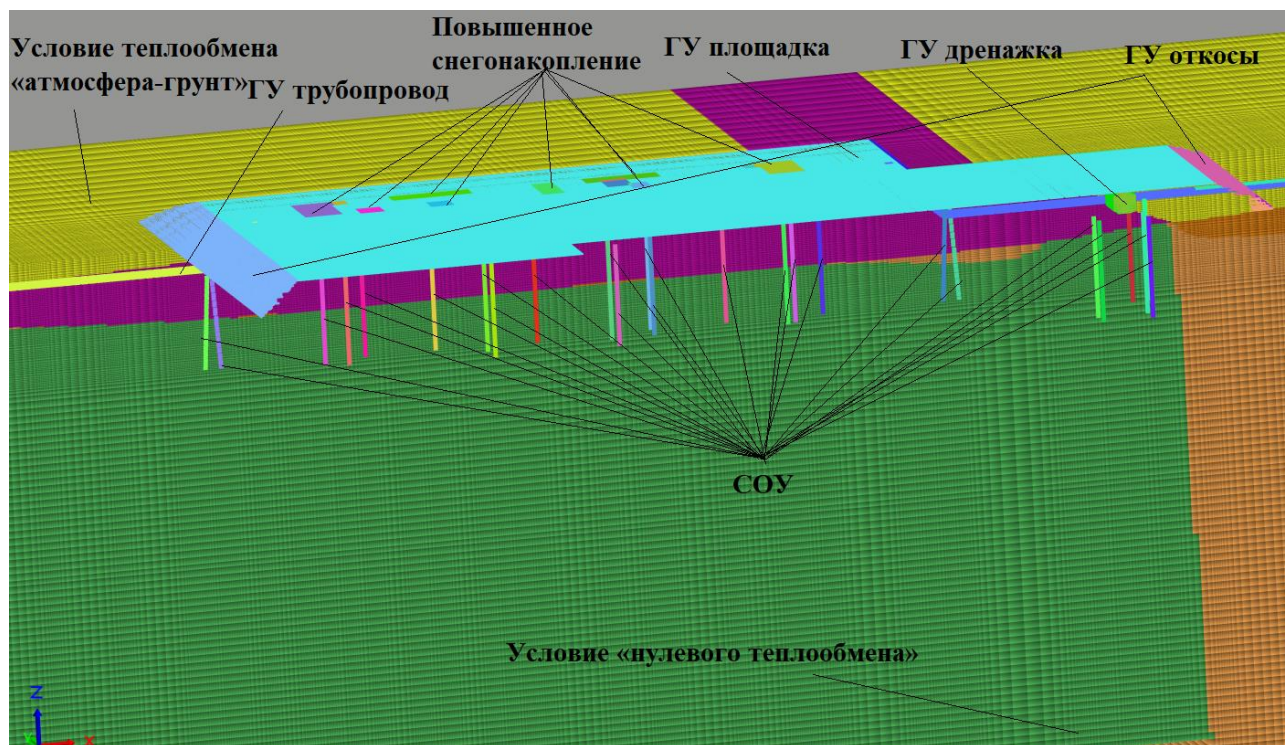 Условие теплообмена
«атмосфера-грунт»
ГУ трубопровод
Повышенное
снегонакопление
ГУ площадка
ГУ дренажка
ГУ откосы
СОУ
Условие «нулевого теплообмена»
Z
Y
X